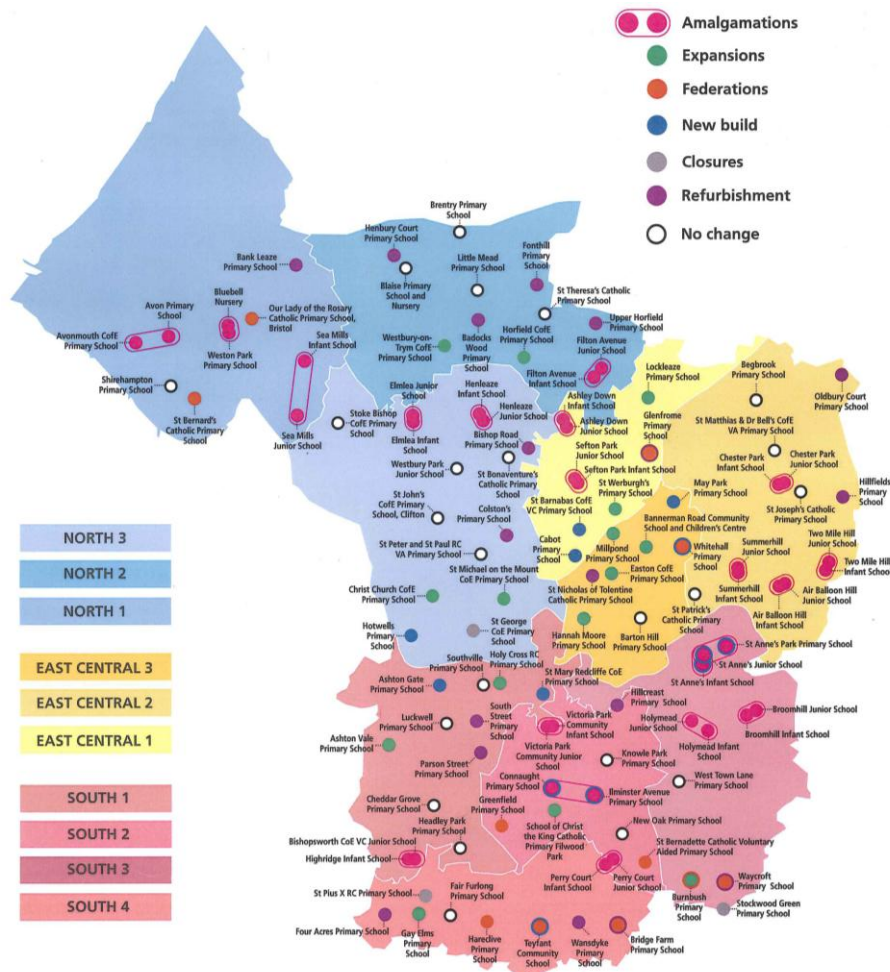 Amalgamations
Expansions
Federations
New build
Closures
Refurbishment
No change
Brentry Primary
School
Henbury Court
Primary School
Little Mead
Primary School
Fonthill
Primary
School
Bank Leaze
Primary School
Blaise Primary
School and Nursery
St Theresa's Catholic
Primary School
Bluebell
Nursery
Avon Primary
School
Our Lady of the Rosary
Catholic Primary School,
Bristol
Avonmouth CofE
Primary School
Weston Park
Primary School
Sea Mills
Infant School
Westbury-on-
Trym CofE
Primary School
Badocks
Wood
Primary
School
Horfield CofE
Primary School
Upper Horfield
Primary School
Filton Avenue
Junior School
Filton Avenue
Infant School
Lockleaze
Primary School
Begbrook
Primary School
Oldbury Court
Primary School
Shirehampton
Primary School
St Bernard's
Catholic Primary
School
Sea Mills
Junior School
Stoke Bishop
CofE Primary
School
Elmlea Junior
School
Elmlea Infant
School
Henleaze
Infant School
Henleaze
Junior School
Bishop Road
Primary School
Ashley Down
Infant School
Ashley Down
Junior School
Glenfrome
Primary
School
St Matthias & Dr Bell's CofE
VA Primary School
Westbury Park
Junior School
St Bonaventure's
Catholic Primary
School
Sefton Park
Junior School
Sefton Park Infant School
Chester Park
Infant School
Chester Park
Junior School
St John's
CofE Primary
School, Clifton
St Werburgh's
Primary School
May Park
Primary School
St Joseph's Catholic
Primary School
Hillfields
Primary School
Colston's
Primary School
St Barnabas CofE
VC Primary School
Bannerman Road Community
School and Children's Centre
St Peter and St Paul RC
VA Primary School
Cabot
Primary
School
Millpond
Primary School
Whitehall
Primary
School
Summerhill
Junior School
Two Mile Hill
Junior School
Two Mile Hill
Infant School
St Michael on the Mount
CoE Primary School
Easton CofE
Primary School
Summerhill
Infant School
Air Balloon Hill
Junior School
Air Balloon Hill
Infant School
Christ Church CofE
Primary School
St Nicholas of Tolentine
Catholic Primary School
St Patrick's
Catholic Primary
School
Hotwells
Primary
School
St George
CoE Primary
School
Hannah Moore
Primary School
Barton Hill
Primary School
St Anne's Park Primary School
St Anne's Junior School
St Anne's Infant School
Southville
Primary School
Holy Cross RC
Primary School
St Mary Redcliffe CoE
Primary School
Ashton Gate
Primary School
Hillcreast
Primary School
Luckwell
Primary School
South
Street
Primary
School
Victoria Park
Community
Infant School
Holymead Junior
School
Broomhill Junior School
Broomhill Infant School
Ashton Vale
Primary School
Parson Street
Primary School
Victoria Park
Community Junior
School
Knowle Park
Primary School
Holymead Infant
School
Connaught
Primary School
Ilminster Avenue
Primary School
West Town Lane
Primary School
Cheddar Grove
Primary School
Greenfield
Primary School
Headley Park
Primary School
School of Christ
the King Catholic
Primary Filwood
Park
New Oak Primary School
Bishopsworth CoE VC Junior School
Highridge Infant School
St Bernadette Catholic Voluntary
Aided Primary School
Perry Court
Infant School
Perry Court
Junior School
St Pius X RC Primary School
Fair Furlong
Primary School
Burnbush
Primary
School
Waycroft
Primary School
Stockwood Green
Primary School
Four Acres Primary School
Gay Elms
Primary
School
Hareclive
Primary School
Teyfant
Community
School
Wansdyke
Primary School
Bridge Farm
Primary School
NORTH 3
NORTH 2
NORTH 1
EAST CENTRAL 3
EAST CENTRAL 2
EAST CENTRAL 1
SOUTH 1
SOUTH 2
SOUTH 3
SOUTH 4